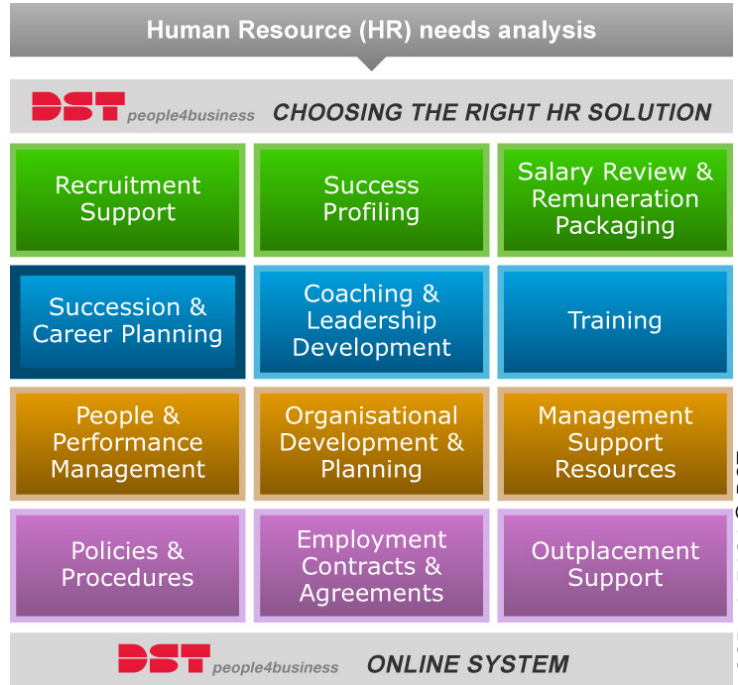 Human Resource (HR) needs analysis
DST people4business CHOOSING THE RIGHT HR SOLUTION
Recruitment
Support
Success
Profiling
Salary Review &
Remuneration
Packaging
Succession &
Career Planning
Coaching &
Leadership
Development
Training
People &
Performance
Management
Organisational
Development &
Planning
Management
Support
Resources
Policies &
Procedures
Employment
Contracts &
Agreements
Outplacement
Support
DST people4business ONLINE SYSTEM